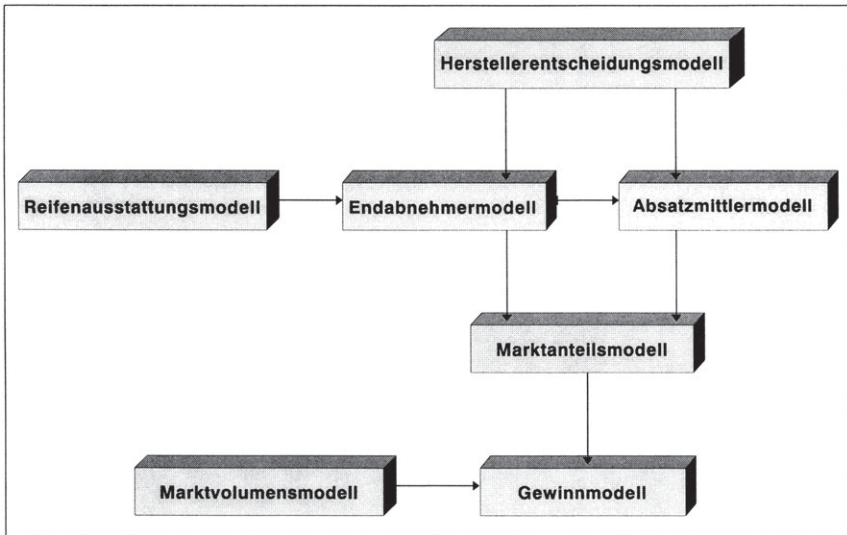 Herstellerentscheidungsmodell
Reifenausstattungsmodell
Endabnehmermodell
Absatzmittlermodell
Marktanteilsmodell
Marktvolumensmodell
Gewinnmodell